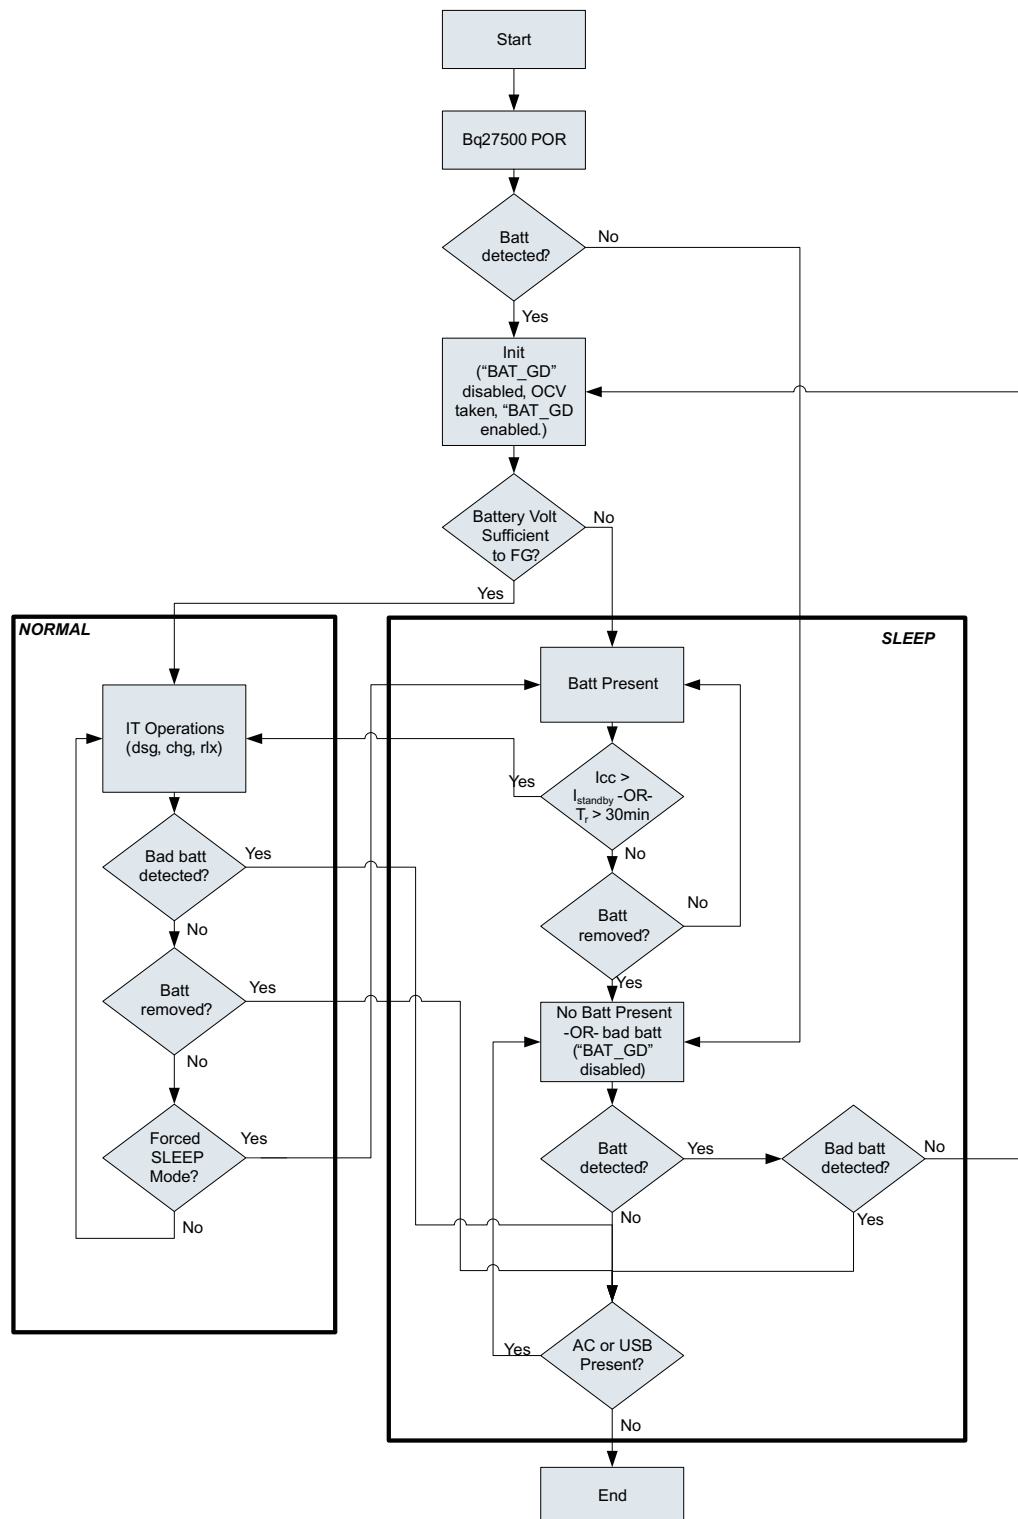 Start
Bq27500 POR
Batt
detected?
No
Yes
Init
(“BAT_GD”
disabled, OCV
taken, “BAT_GD
enabled.)
Battery Volt
Sufficient
to FG?
No
Yes
NORMAL
SLEEP
IT Operations
(dsg, chg, rlx)
Bad batt
detected?
Yes
No
Batt
removed?
Yes
No
Forced
SLEEP
Mode?
Yes
No
Batt Present
Icc >
Istandby -OR-
Tr > 30min
Yes
No
Batt
removed?
No
Yes
No Batt Present
-OR- bad batt
(“BAT_GD”
disabled)
Batt
detected?
Yes
No
Bad batt
detected?
No
Yes
AC or USB
Present?
Yes
No
End